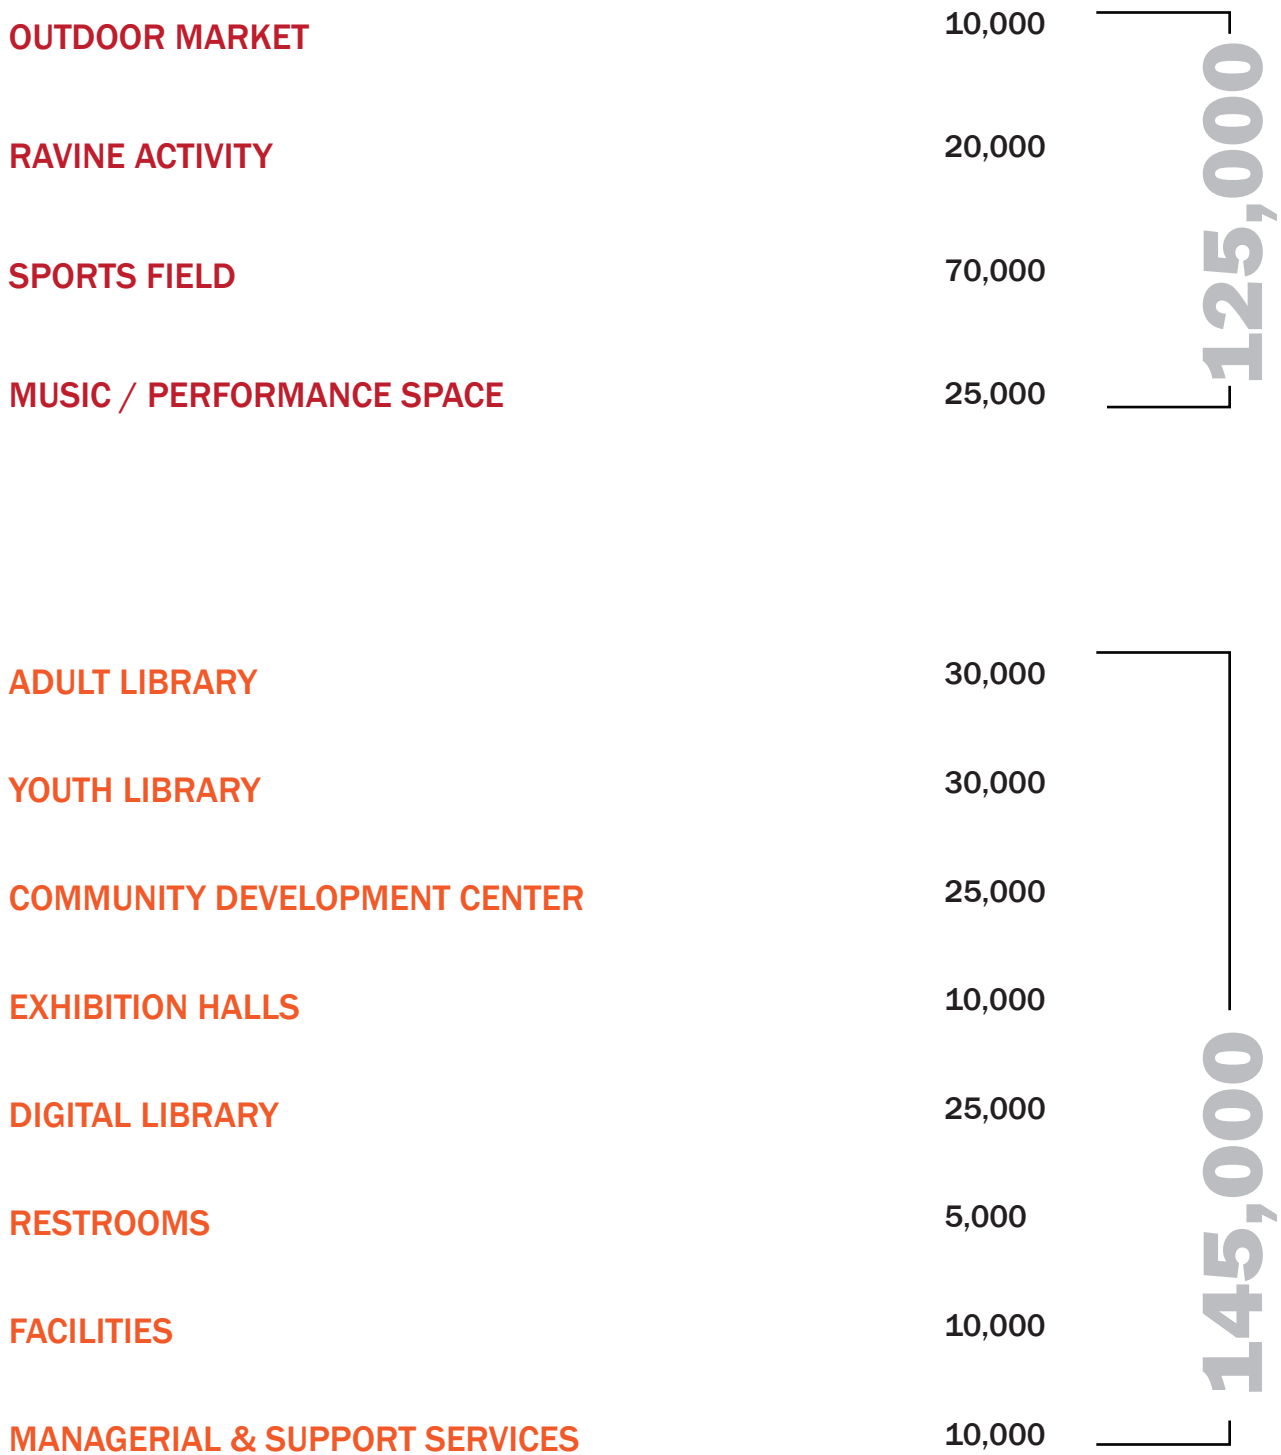 OUTDOOR MARKET 10,000
RAVINE ACTIVITY 20,000
SPORTS FIELD 70,000
MUSIC / PERFORMANCE SPACE 25,000
125,000
ADULT LIBRARY 30,000
YOUTH LIBRARY 30,000
COMMUNITY DEVELOPMENT CENTER 25,000
EXHIBITION HALLS 10,000
DIGITAL LIBRARY 25,000
RESTROOMS 5,000
FACILITIES 10,000
MANAGERIAL & SUPPORT SERVICES 10,000
145,000